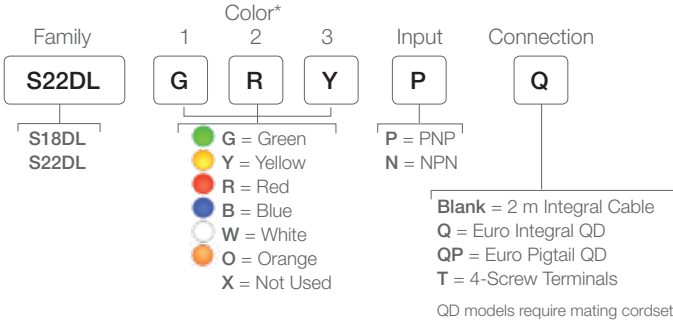 Color*
Family 1 2 3 Input Connection
S22DL G R Y P Q
S18DL
S22DL
G = Green
Y = Yellow
R = Red
B = Blue
W = White
O = Orange
X = Not Used
P = PNP
N = NPN
Blank = 2 m Integral Cable
Q = Euro Integral QD
QP = Euro Pigtail QD
T = 4-Screw Terminals
QD models require mating cordset